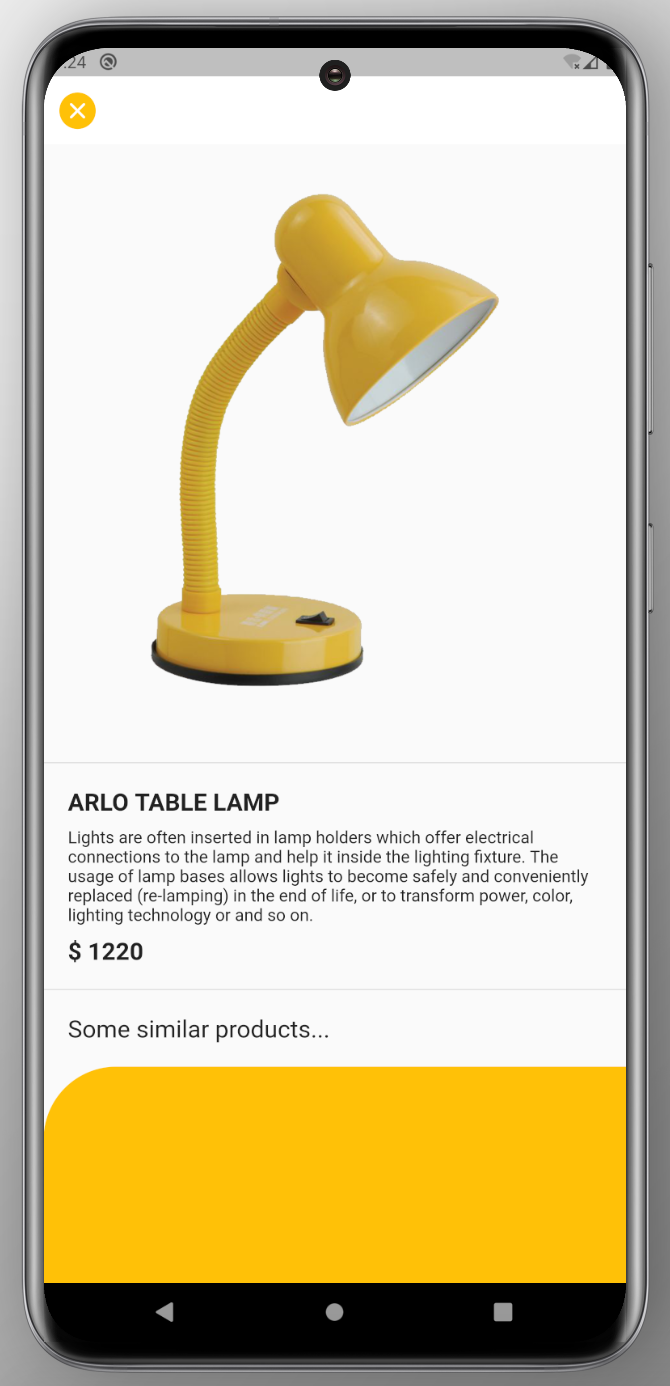 :24
ARLO TABLE LAMP
Lights are often inserted in lamp holders which offer electrical
connections to the lamp and help it inside the lighting fixture. The
usage of lamp bases allows lights to become safely and conveniently
replaced (re-lamping) in the end of life, or to transform power, color,
lighting technology or and so on.
$ 1220
Some similar products...